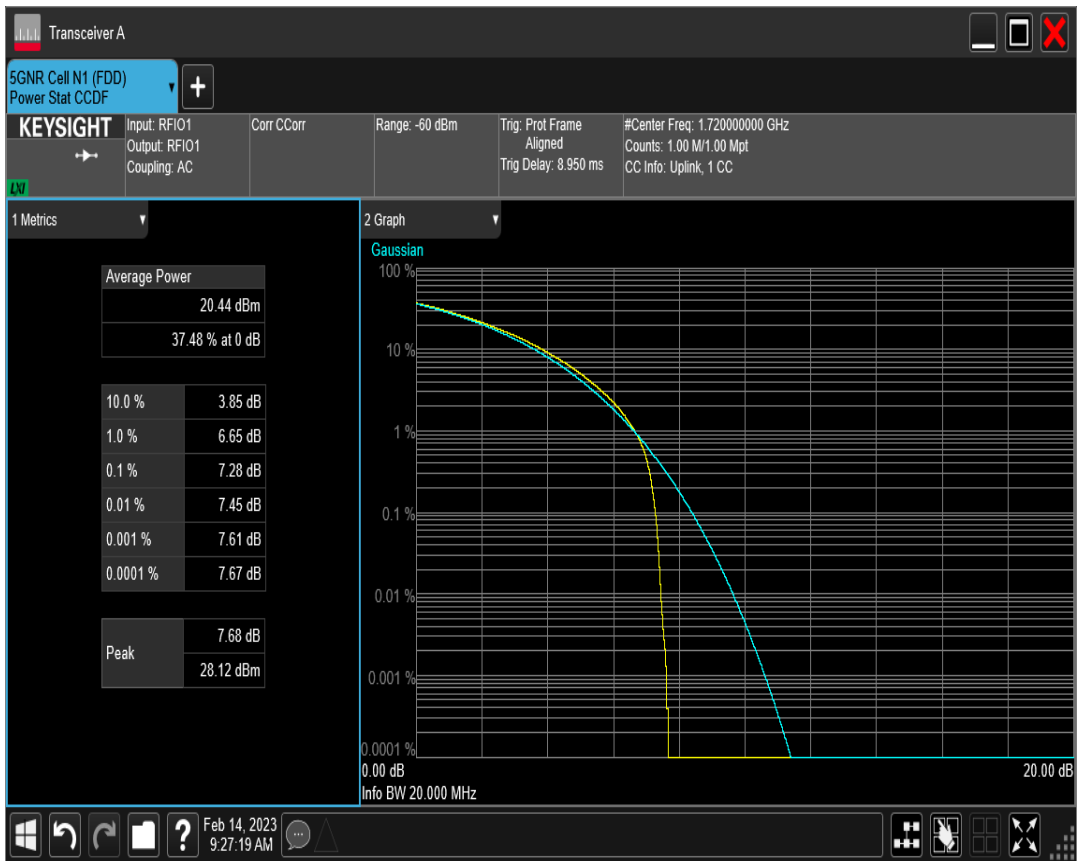 Transceiver A
5GNR Cell N1 (FDD)
Power Stat CCDF
+
KEYSIGHT
LXI
Input: RFIO1
Output: RFIO1
Coupling: AC
Corr CCorr
Range: -60 dBm
Trig: Prot Frame
Aligned
Trig Delay: 8.950 ms
#Center Freq: 1.720000000 GHz
Counts: 1.00 M/1.00 Mpt
CC Info: Uplink, 1 CC
1 Metrics
Average Power
20.44 dBm
37.48 % at 0 dB
10.0 % 3.85 dB
1.0 % 6.65 dB
0.1 % 7.28 dB
0.01 % 7.45 dB
0.001 % 7.61 dB
0.0001 % 7.67 dB
Peak
7.68 dB
28.12 dBm
2 Graph
Gaussian
100 %
10 %
1 %
0.1 %
0.01 %
0.001 %
0.0001 %
0.00 dB 20.00 dB
Info BW 20.000 MHz
?
Feb 14, 2023
9:27:19 AM